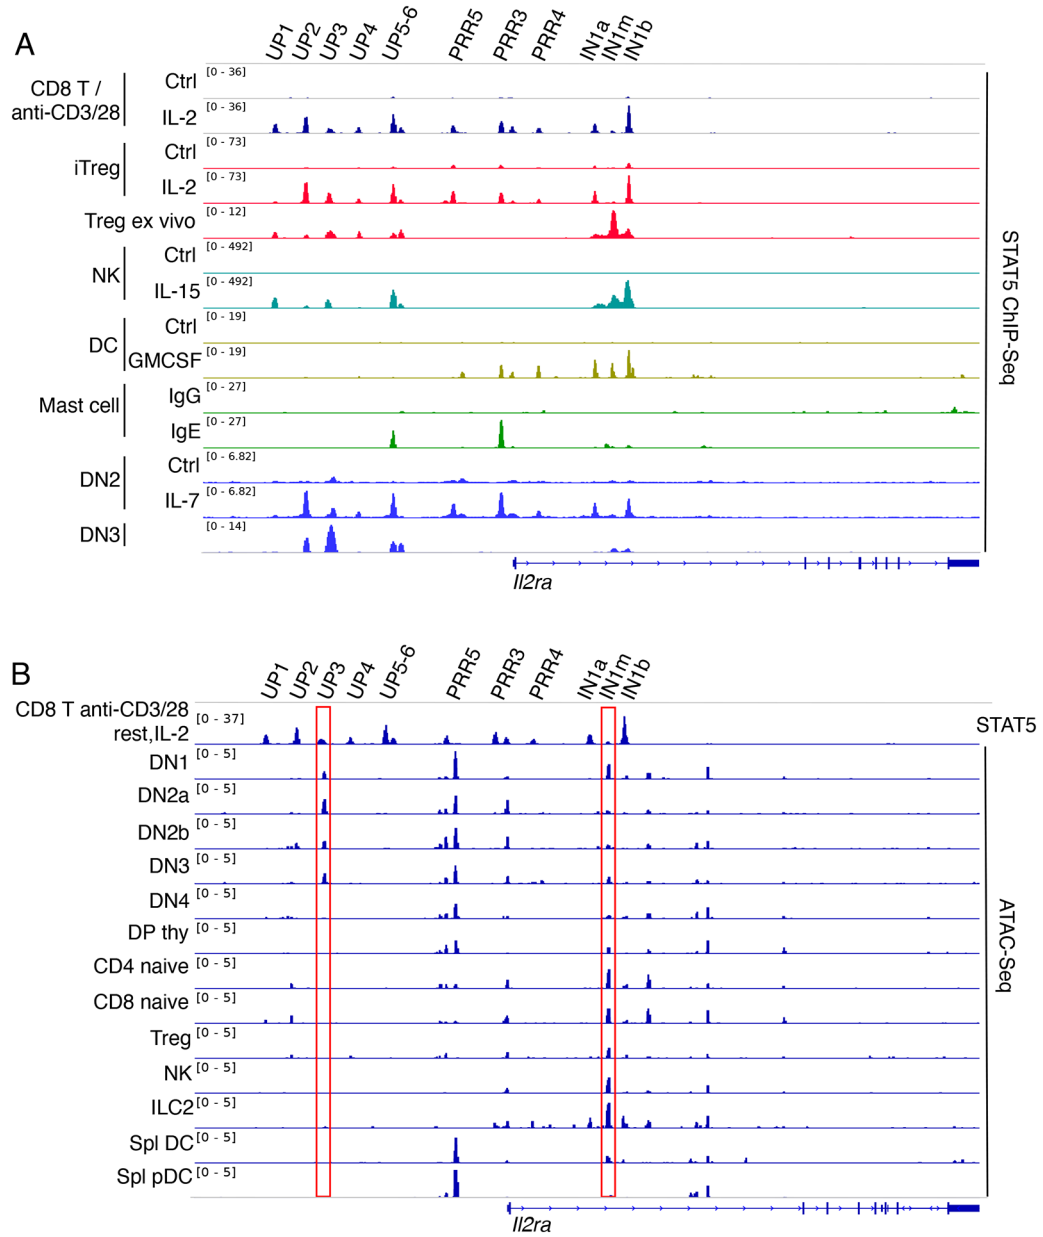 A
UP1 UP2 UP3 UP4 UP5-6 PRR5 PRR3 PRR4 IN1a IN1m IN1b
CD8 T /
anti-CD3/28
Ctrl [0 - 36]
IL-2 [0 - 36]
iTreg
Ctrl [0 - 73]
IL-2 [0 - 73]
Treg ex vivo [0 - 12]
NK
Ctrl [0 - 492]
IL-15 [0 - 492]
DC
Ctrl [0 - 19]
GMCSF [0 - 19]
Mast cell
IgG [0 - 27]
IgE [0 - 27]
DN2
Ctrl [0 - 6.82]
IL-7 [0 - 6.82]
DN3 [0 - 14]
STAT5 ChIP-Seq
Il2ra
B
UP1 UP2 UP3 UP4 UP5-6 PRR5 PRR3 PRR4 IN1a IN1m IN1b
CD8 T anti-CD3/28
rest,IL-2 [0 - 37] STAT5
DN1 [0 - 5]
DN2a [0 - 5]
DN2b [0 - 5]
DN3 [0 - 5]
DN4 [0 - 5]
DP thy [0 - 5]
CD4 naive [0 - 5]
CD8 naive [0 - 5]
Treg [0 - 5]
NK [0 - 5]
ILC2 [0 - 5]
Spl DC [0 - 5]
Spl pDC [0 - 5]
ATAC-Seq
Il2ra